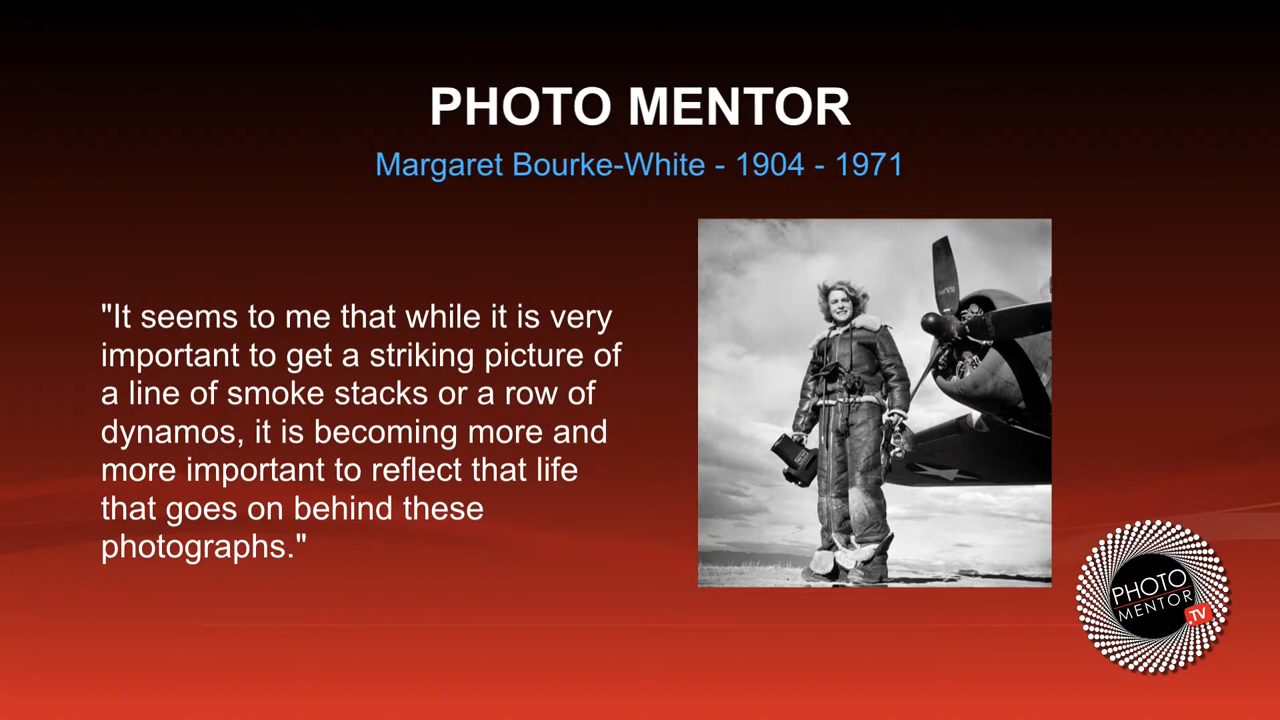 PHOTO MENTOR
Margaret Bourke-White - 1904 - 1971
"It seems to me that while it is very
important to get a striking picture of
a line of smoke stacks or a row of
dynamos, it is becoming more and
more important to reflect that life
that goes on behind these
photographs."
PHOTO
MENTOR
.TV